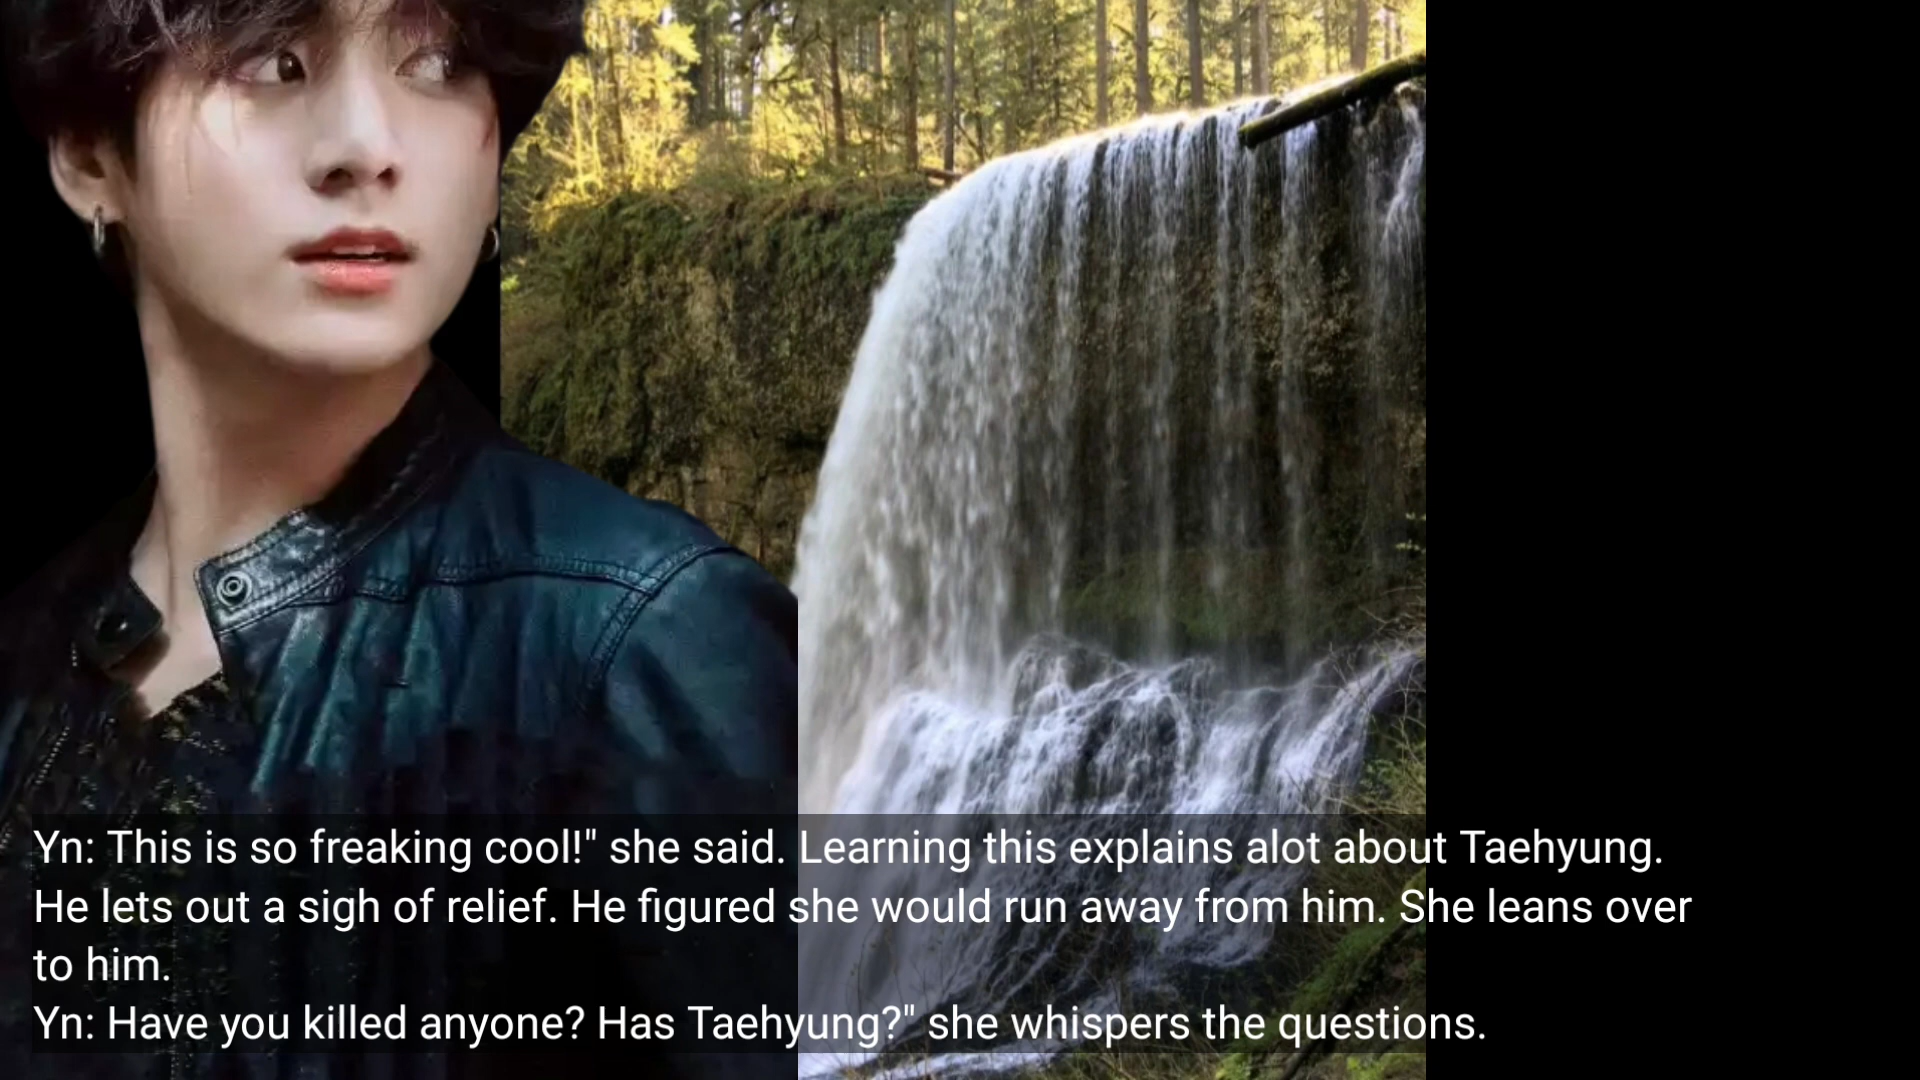 Yn: This is so freaking cool!" she said. Learning this explains alot about Taehyung.
He lets out a sigh of relief. He figured she would run away from him. She leans over
to him.
Yn: Have you killed anyone? Has Taehyung?" she whispers the questions.